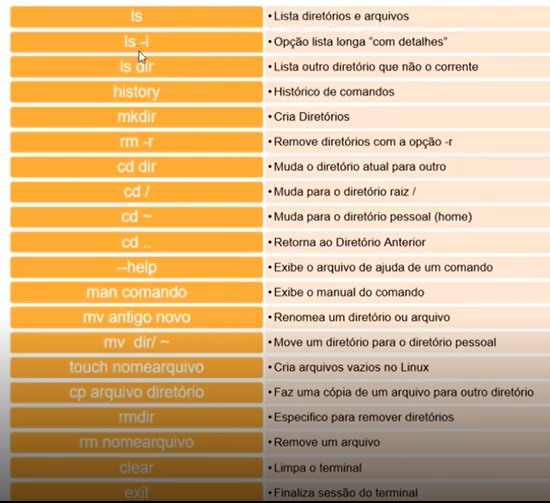 ls • Lista diretórios e arquivos
ls -l • Opção lista longa “com detalhes”
ls dir • Lista outro diretório que não o corrente
history • Histórico de comandos
mkdir • Cria Diretórios
rm -r • Remove diretórios com a opção -r
cd dir • Muda o diretório atual para outro
cd / • Muda para o diretório raiz /
cd ~ • Muda para o diretório pessoal (home)
cd .. • Retorna ao Diretório Anterior
--help • Exibe o arquivo de ajuda de um comando
man comando • Exibe o manual do comando
mv antigo novo • Renomea um diretório ou arquivo
mv dir/ ~ • Move um diretório para o diretório pessoal
touch nomearquivo • Cria arquivos vazios no Linux
cp arquivo diretório • Faz uma cópia de um arquivo para outro diretório
rmdir • Especifico para remover diretórios
rm nomearquivo • Remove um arquivo
clear • Limpa o terminal
exit • Finaliza sessão do terminal